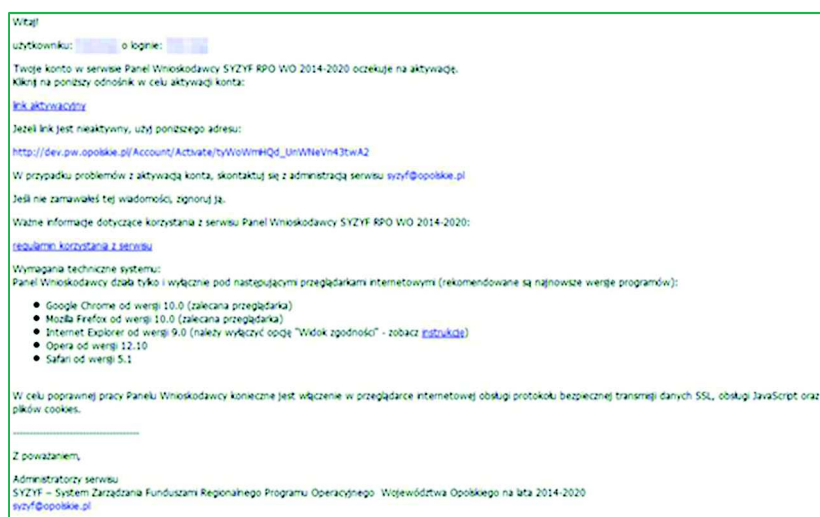 Witaj!
użytkowniku: o loginie:
Twoje konto w serwisie Panel Wnioskodawcy SYZYF RPO WO 2014-2020 oczekuje na aktywację.
Kliknij na poniższy odnośnik w celu aktywacji konta:
link aktywacyjny
Jeżeli link jest nieaktywny, użyj poniższego adresu:
http://dev.pw.opolskie.pl/Account/Activate/tyWoWmHQd_UnWNeVn43twA2
W przypadku problemów z aktywacją konta, skontaktuj się z administracją serwisu syzyf@opolskie.pl
Jeśli nie zamawiałeś tej wiadomości, zignoruj ją.
Ważne informacje dotyczące korzystania z serwisu Panel Wnioskodawcy SYZYF RPO WO 2014-2020:
regulamin korzystania z serwisu
Wymagania techniczne systemu:
Panel Wnioskodawcy działa tylko i wyłącznie pod następującymi przeglądarkami internetowymi (rekomendowane są najnowsze wersje programów):
• Google Chrome od wersji 10.0 (zalecana przeglądarka)
• Mozilla Firefox od wersji 10.0 (zalecana przeglądarka)
• Internet Explorer od wersji 9.0 (należy wyłączyć opcję "Widok zgodności" - zobacz instrukcję)
• Opera od wersji 12.10
• Safari od wersji 5.1
W celu poprawnej pracy Panelu Wnioskodawcy konieczne jest włączenie w przeglądarce internetowej obsługi protokołu bezpiecznej transmisji danych SSL, obsługi JavaScript oraz
plików cookies.
Z poważaniem,
Administratorzy serwisu
SYZYF – System Zarządzania Funduszami Regionalnego Programu Operacyjnego Województwa Opolskiego na lata 2014-2020
syzyf@opolskie.pl